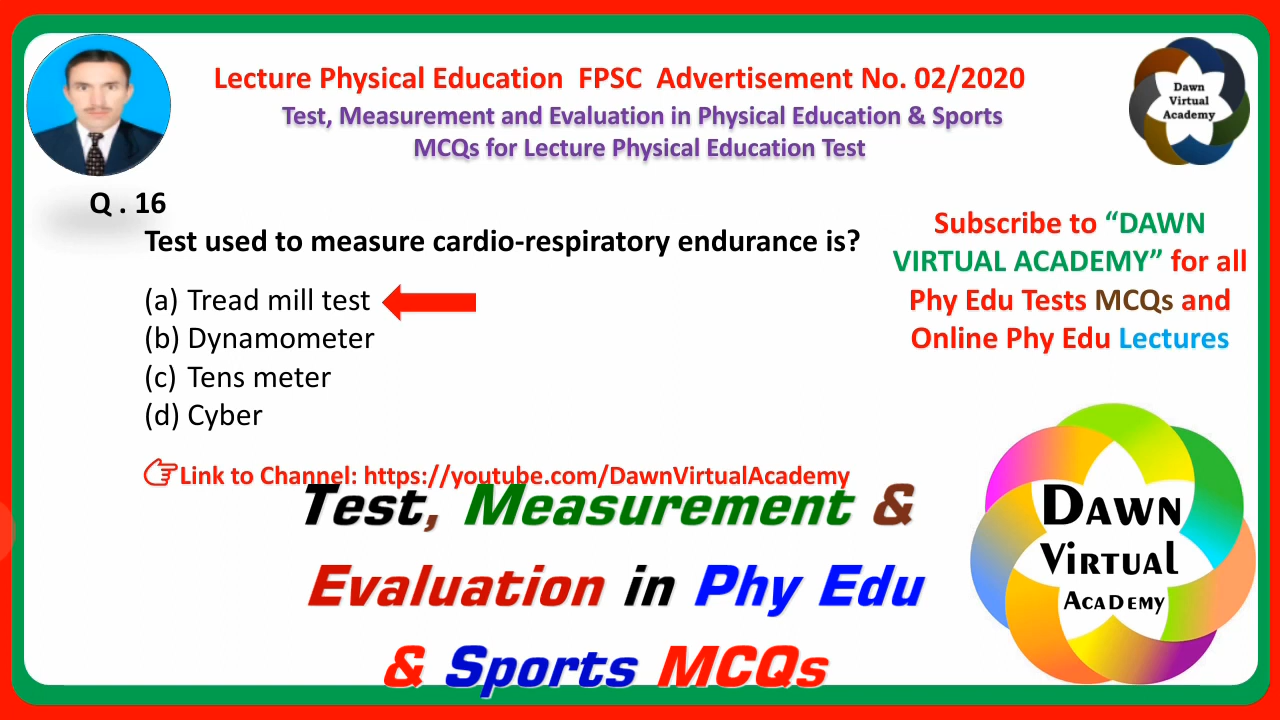 Lecture Physical Education FPSC Advertisement No. 02/2020
Test, Measurement and Evaluation in Physical Education & Sports
MCQs for Lecture Physical Education Test
Dawn
Virtual
Academy
Q . 16
Test used to measure cardio-respiratory endurance is?
(a) Tread mill test
(b) Dynamometer
(c) Tens meter
(d) Cyber
Link to Channel: https://youtube.com/DawnVirtualAcademy
Subscribe to “DAWN
VIRTUAL ACADEMY” for all
Phy Edu Tests MCQs and
Online Phy Edu Lectures
Test, Measurement &
Evaluation in Phy Edu
& Sports MCQs
DAWN
VIRTUAL
ACADEMY